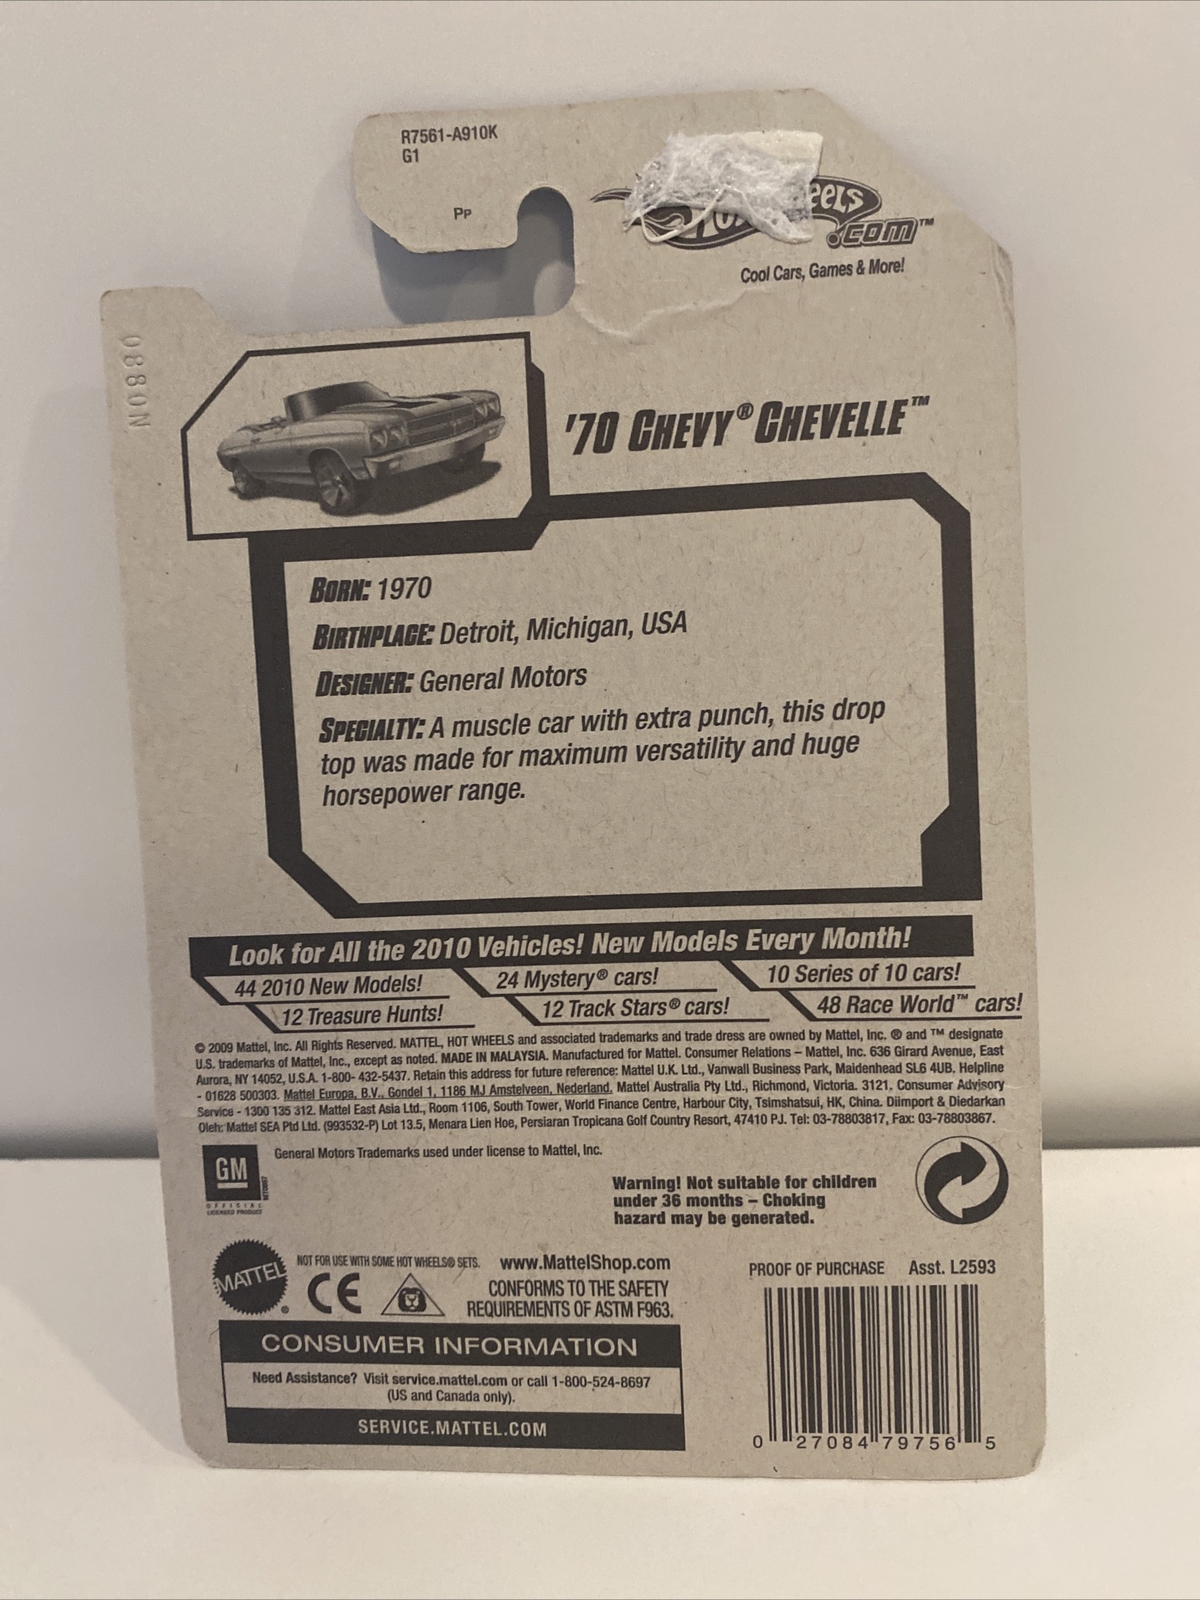 R7561-A910K
G1
PP
eels
.com™
Cool Cars, Games & More!
0880N
'70 CHEVY® CHEVELLE™
BORN: 1970
BIRTHPLACE: Detroit, Michigan, USA
DESIGNER: General Motors
SPECIALTY: A muscle car with extra punch, this drop
top was made for maximum versatility and huge
horsepower range.
Look for All the 2010 Vehicles! New Models Every Month!
44 2010 New Models!
24 Mystery® cars!
10 Series of 10 cars!
12 Treasure Hunts!
12 Track Stars® cars!
48 Race World™ cars!
© 2009 Mattel, Inc. All Rights Reserved. MATTEL, HOT WHEELS and associated trademarks and trade dress are owned by Mattel, Inc. ® and ™ designate
U.S. trademarks of Mattel, Inc., except as noted. MADE IN MALAYSIA. Manufactured for Mattel. Consumer Relations – Mattel, Inc. 636 Girard Avenue, East
Aurora, NY 14052, U.S.A. 1-800- 432-5437. Retain this address for future reference: Mattel U.K. Ltd., Vanwall Business Park, Maidenhead SL6 4UB. Helpline
- 01628 500303. Mattel Europa, B.V., Gondel 1, 1186 MJ Amstelveen, Nederland. Mattel Australia Pty Ltd., Richmond, Victoria. 3121. Consumer Advisory
Service - 1300 135 312. Mattel East Asia Ltd., Room 1106, South Tower, World Finance Centre, Harbour City, Tsimshatsui, HK, China. Diimport & Diedarkan
Oleh: Mattel SEA Ptd Ltd. (993532-P) Lot 13.5, Menara Lien Hoe, Persiaran Tropicana Golf Country Resort, 47410 PJ. Tel: 03-78803817, Fax: 03-78803867.
GM
OFFICIAL
LICENSED PRODUCT
General Motors Trademarks used under license to Mattel, Inc.
Warning! Not suitable for children
under 36 months – Choking
hazard may be generated.
MATTEL®
NOT FOR USE WITH SOME HOT WHEELS® SETS.
www.MattelShop.com
CE
CONFORMS TO THE SAFETY
REQUIREMENTS OF ASTM F963.
PROOF OF PURCHASE Asst. L2593
CONSUMER INFORMATION
Need Assistance? Visit service.mattel.com or call 1-800-524-8697
(US and Canada only).
SERVICE.MATTEL.COM
0 27084 79756 5